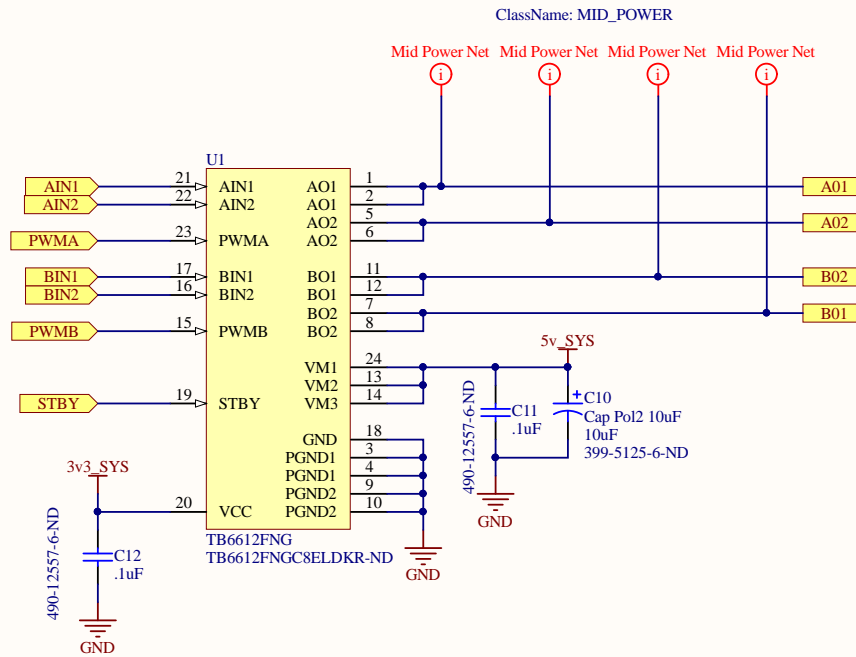 ClassName: MID_POWER
Mid Power Net
Mid Power Net
Mid Power Net
Mid Power Net
i
i
i
i
U1
AIN1
21
AIN1
AO1
1
A01
AIN2
22
AIN2
AO1
2
AO2
5
A02
PWMA
23
PWMA
AO2
6
BIN1
17
BIN1
BO1
11
B02
BIN2
16
BIN2
BO1
12
BO2
7
B01
PWMB
15
PWMB
BO2
8
5v_SYS
VM1
24
VM2
13
STBY
19
STBY
VM3
14
490-12557-6-ND
C11
.1uF
+
C10
Cap Pol2 10uF
10uF
399-5125-6-ND
GND
GND
18
PGND1
3
PGND1
4
PGND2
9
PGND2
10
GND
3v3_SYS
20
VCC
TB6612FNG
TB6612FNGC8ELDKR-ND
490-12557-6-ND
C12
.1uF
GND